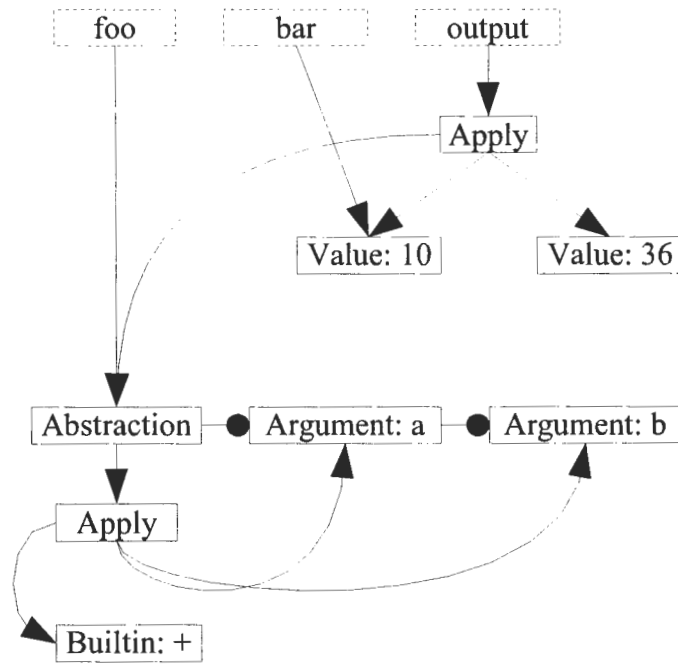 foo bar output
Apply
Value: 10 Value: 36
Abstraction Argument: a Argument: b
Apply
Builtin: +